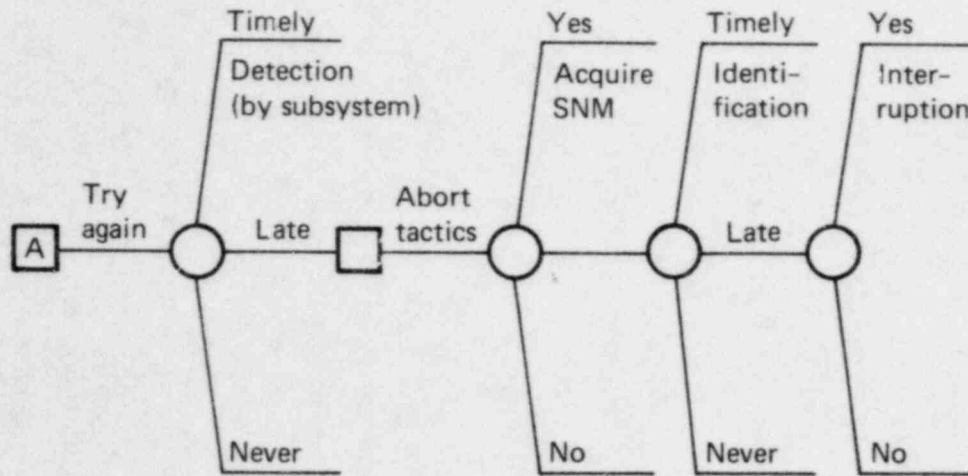 Timely
Yes
Timely
Yes
Detection
(by subsystem)
Acquire
SNM
Identi-
fication
Inter-
ruption
A
Try
again
Late
Abort
tactics
Late
Never
No
Never
No